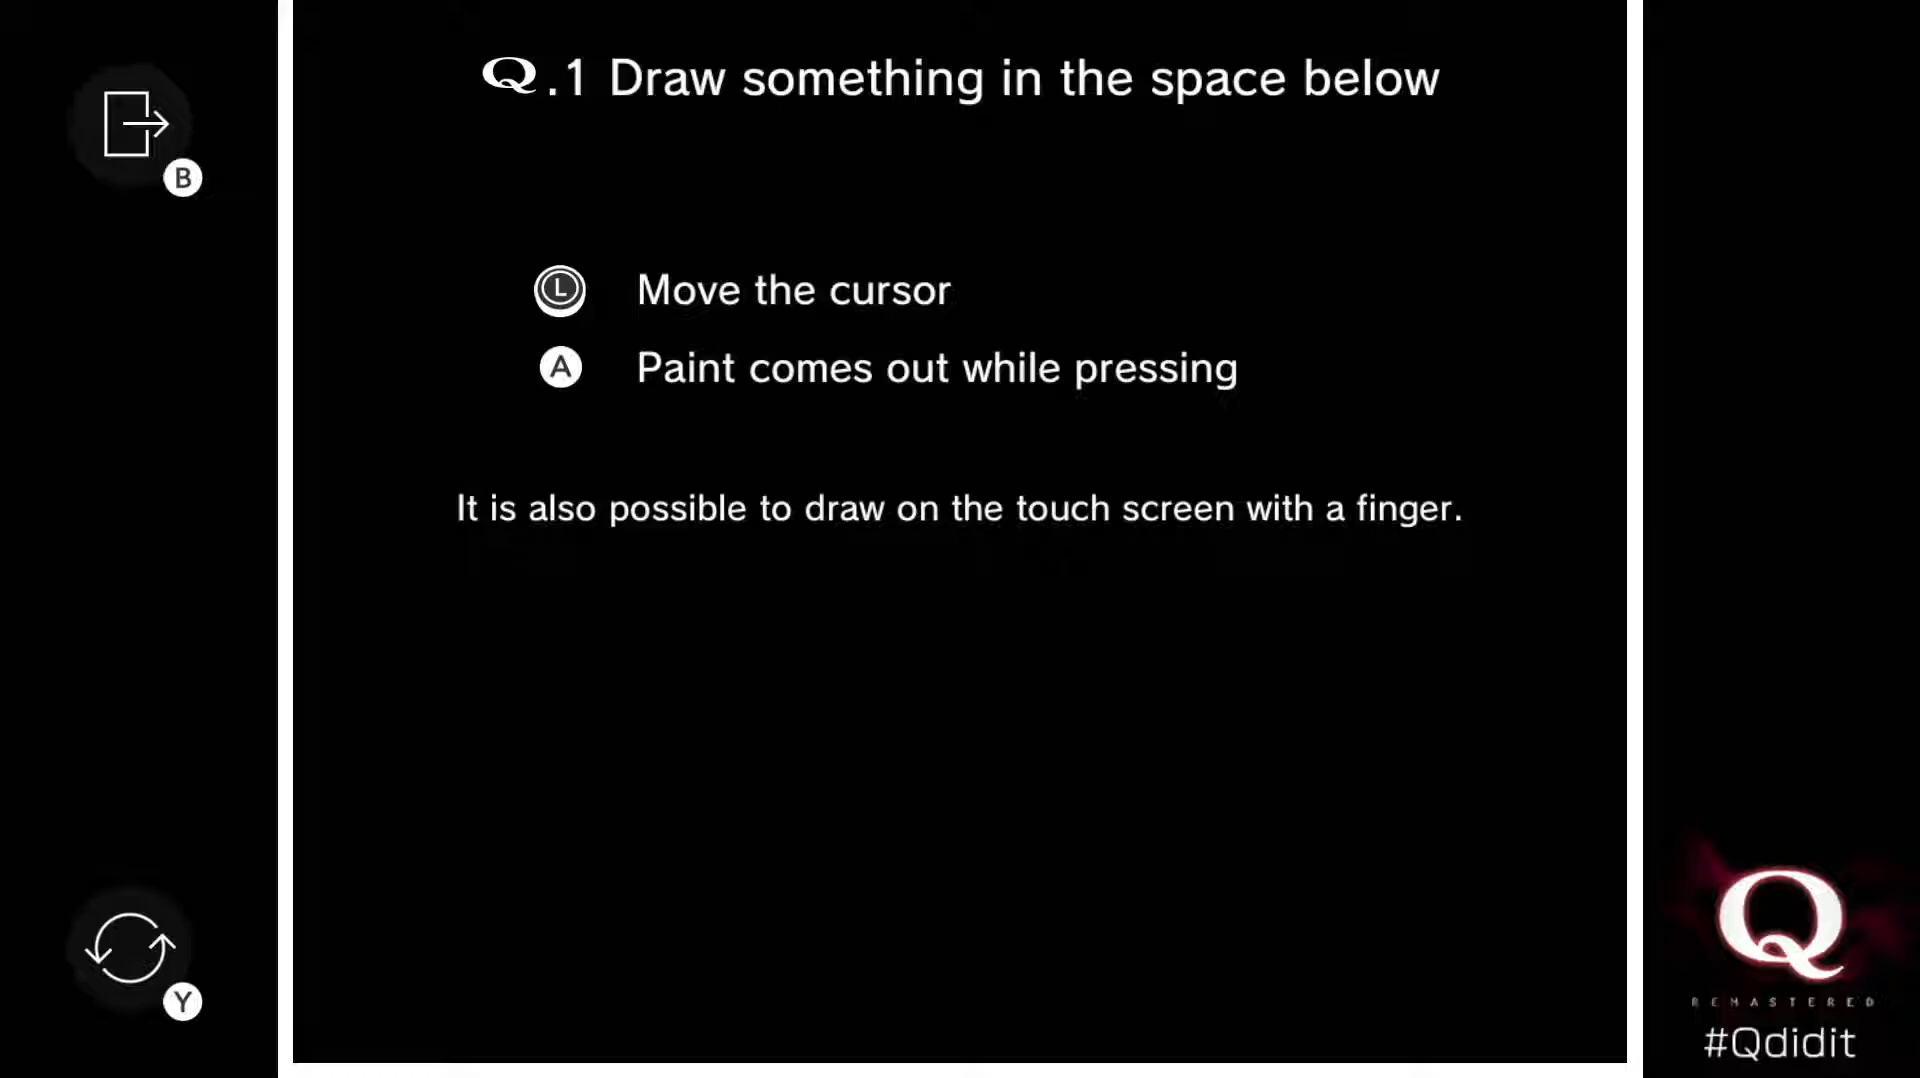 Q.1 Draw something in the space below
B
L Move the cursor
A Paint comes out while pressing
It is also possible to draw on the touch screen with a finger.
Y
Q
REMASTERED
#Qdidit